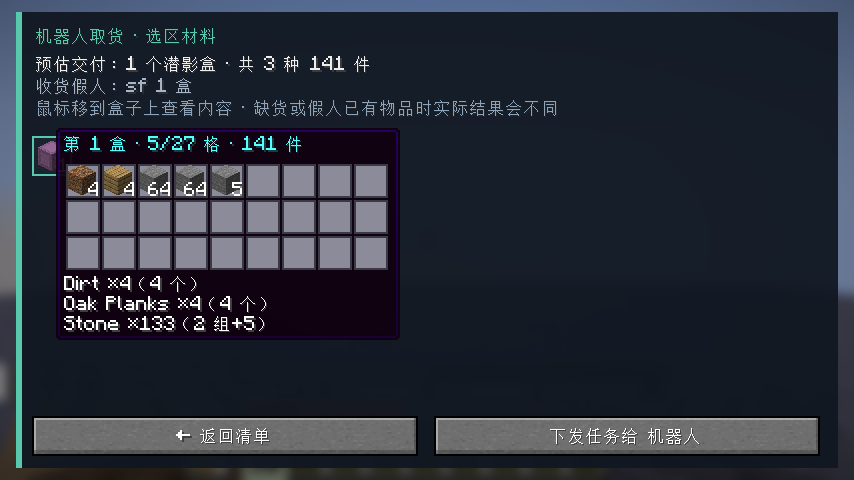 机器人取货 · 选区材料
预估交付：1 个潜影盒 · 共 3 种 141 件
收货假人：sf 1 盒
鼠标移到盒子上查看内容 · 缺货或假人已有物品时实际结果会不同
第 1 盒 · 5/27 格 · 141 件
4 4 64 64 5
Dirt ×4（4 个）
Oak Planks ×4（4 个）
Stone ×133（2 组+5）
← 返回清单
下发任务给 机器人